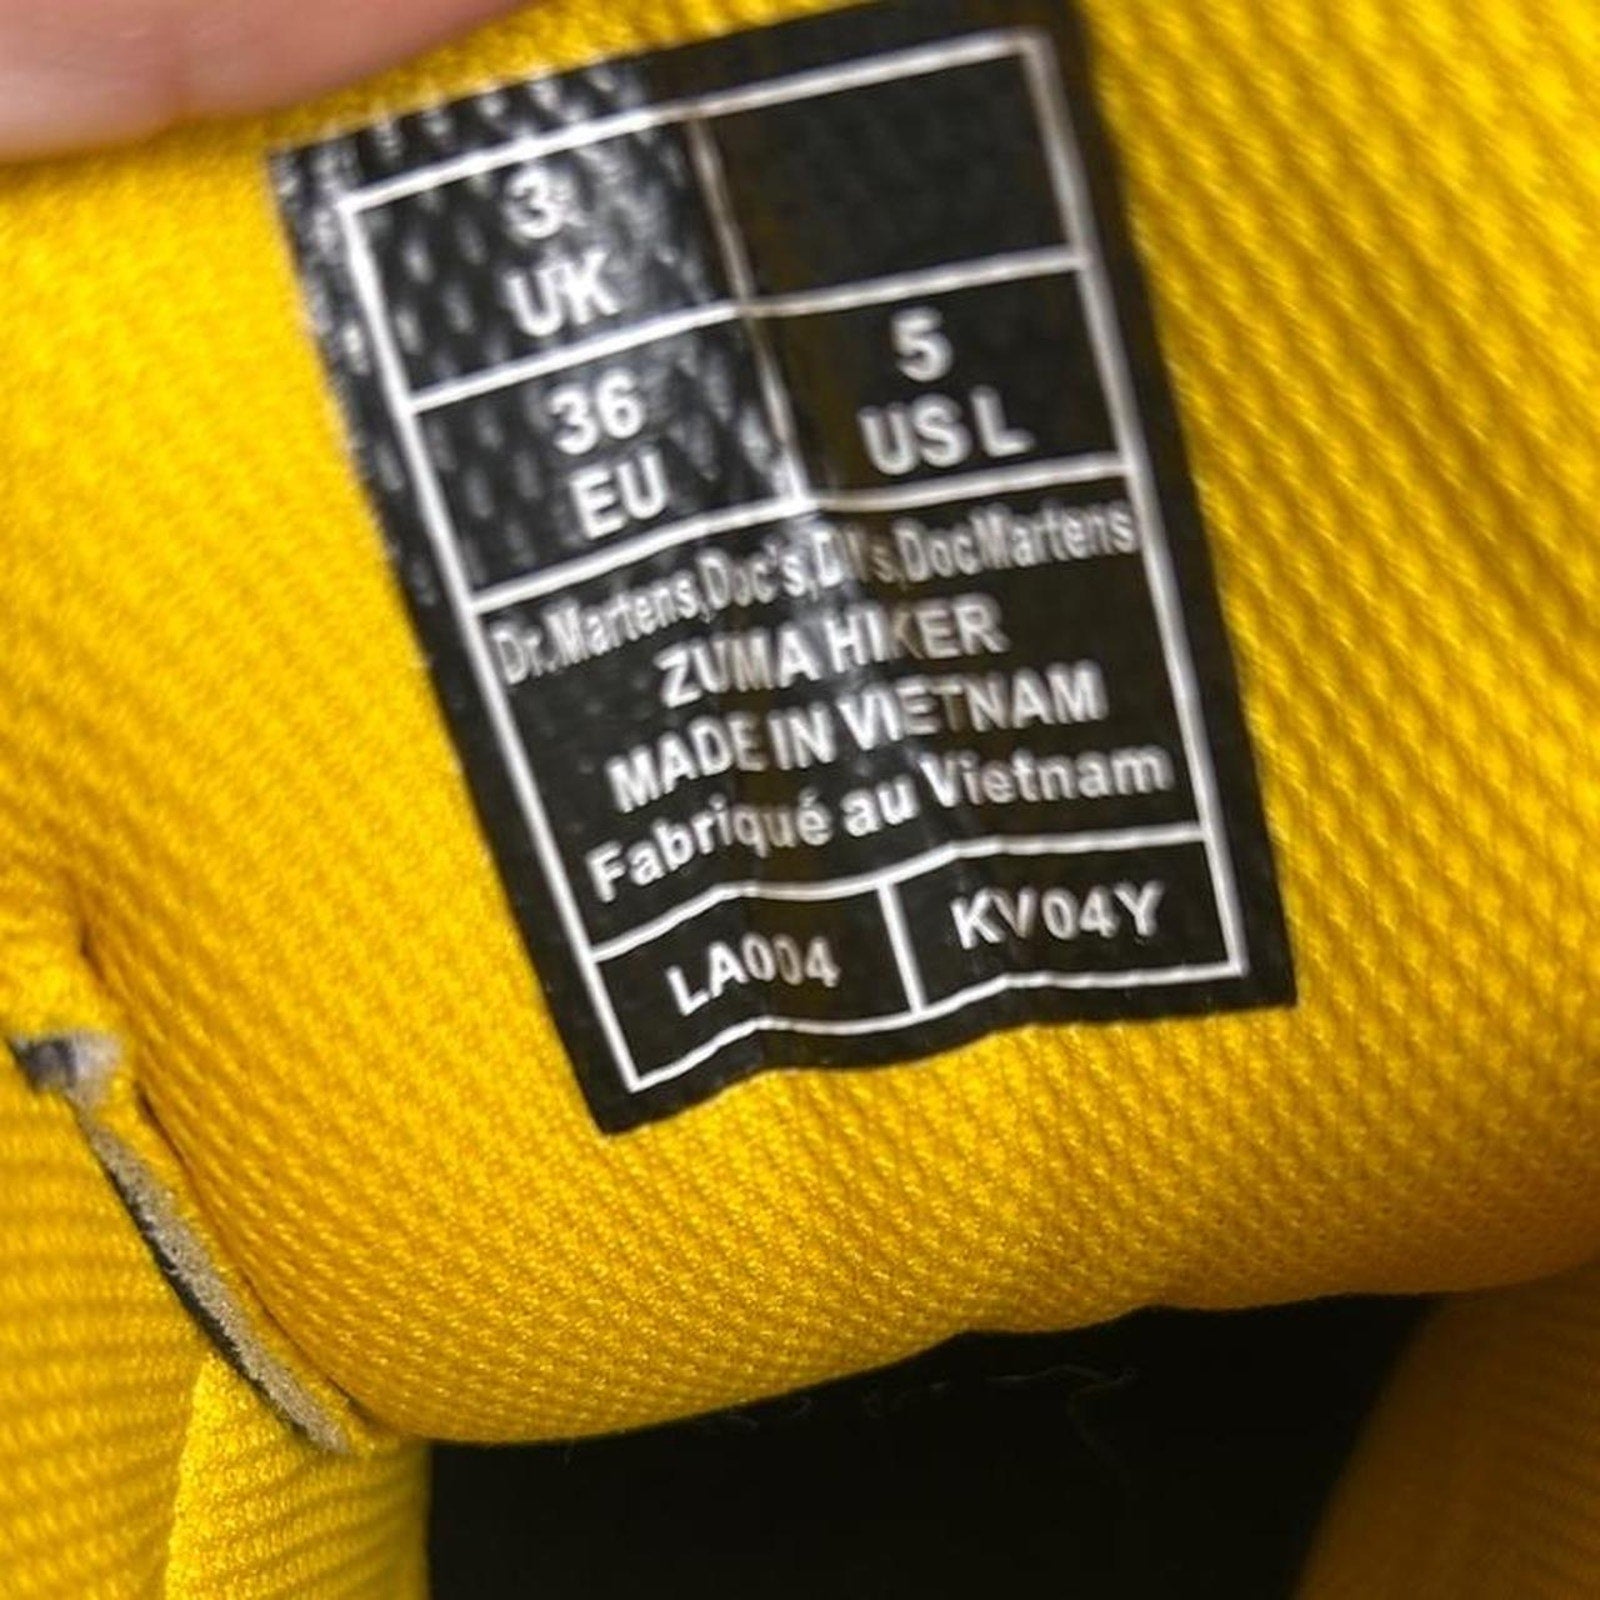 3
UK
36
EU
5
US L
Dr.Martens,Doc's,DM's,DocMartens
ZUMA HIKER
MADE IN VIETNAM
Fabriqué au Vietnam
LA004
KV04Y